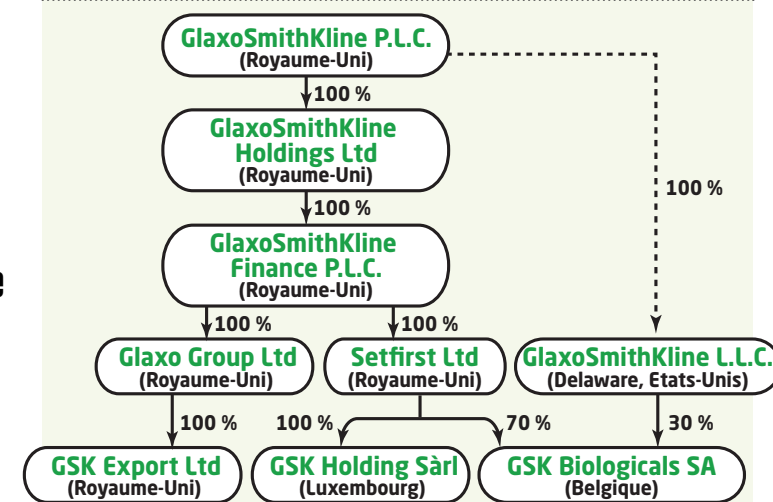 GlaxoSmithKline P.L.C.
(Royaume-Uni)
100 %
GlaxoSmithKline
Holdings Ltd
(Royaume-Uni)
100 %
100 %
GlaxoSmithKline
Finance P.L.C.
(Royaume-Uni)
e
100 %
100 %
Glaxo Group Ltd
(Royaume-Uni)
Setfirst Ltd
(Royaume-Uni)
GlaxoSmithKline L.L.C.
(Delaware, Etats-Unis)
100 %
100 %
70 %
30 %
GSK Export Ltd
(Royaume-Uni)
GSK Holding Sàrl
(Luxembourg)
GSK Biologicals SA
(Belgique)